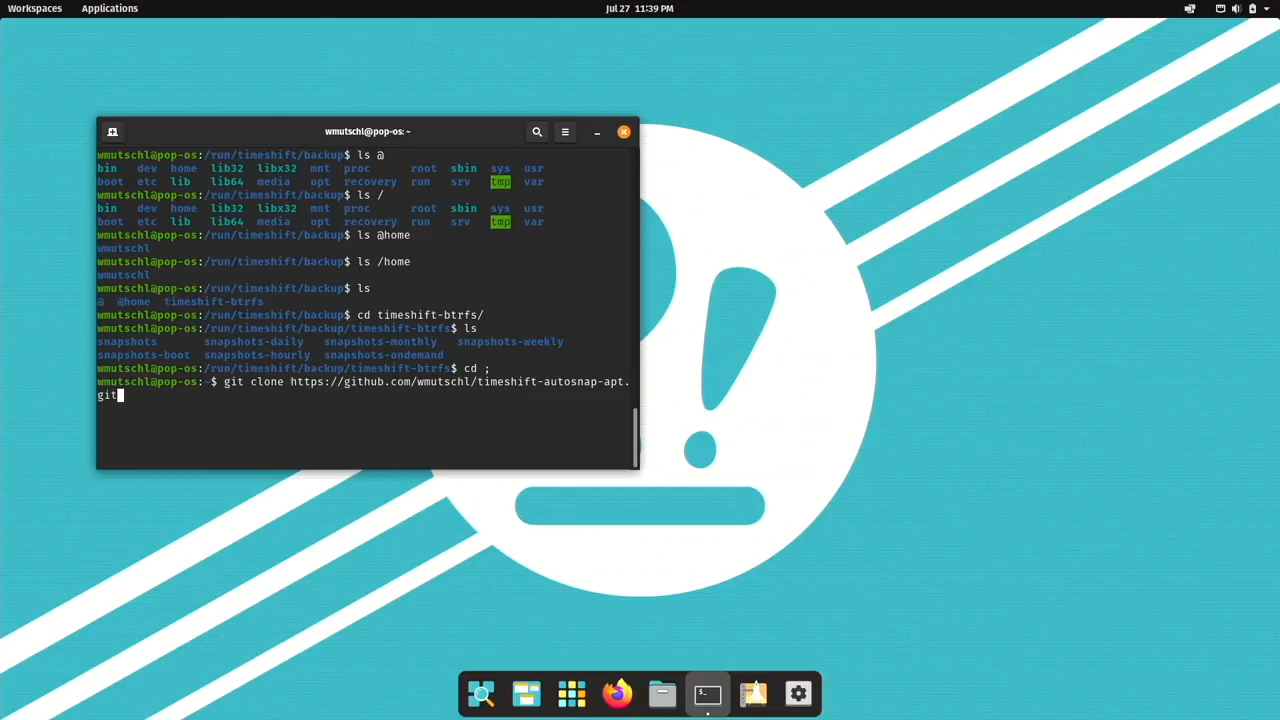 Workspaces Applications Jul 27 11:39 PM
wmutschl@pop-os: ~
wmutschl@pop-os:/run/timeshift/backup$ ls @
bin dev home lib32 libx32 mnt proc root sbin sys usr
boot etc lib lib64 media opt recovery run srv tmp var
wmutschl@pop-os:/run/timeshift/backup$ ls /
bin dev home lib32 libx32 mnt proc root sbin sys usr
boot etc lib lib64 media opt recovery run srv tmp var
wmutschl@pop-os:/run/timeshift/backup$ ls @home
wmutschl
wmutschl@pop-os:/run/timeshift/backup$ ls /home
wmutschl
wmutschl@pop-os:/run/timeshift/backup$ ls
@ @home timeshift-btrfs
wmutschl@pop-os:/run/timeshift/backup$ cd timeshift-btrfs/
wmutschl@pop-os:/run/timeshift/backup/timeshift-btrfs$ ls
snapshots snapshots-daily snapshots-monthly snapshots-weekly
snapshots-boot snapshots-hourly snapshots-ondemand
wmutschl@pop-os:/run/timeshift/backup/timeshift-btrfs$ cd ;
wmutschl@pop-os:~$ git clone https://github.com/wmutschl/timeshift-autosnap-apt.
git